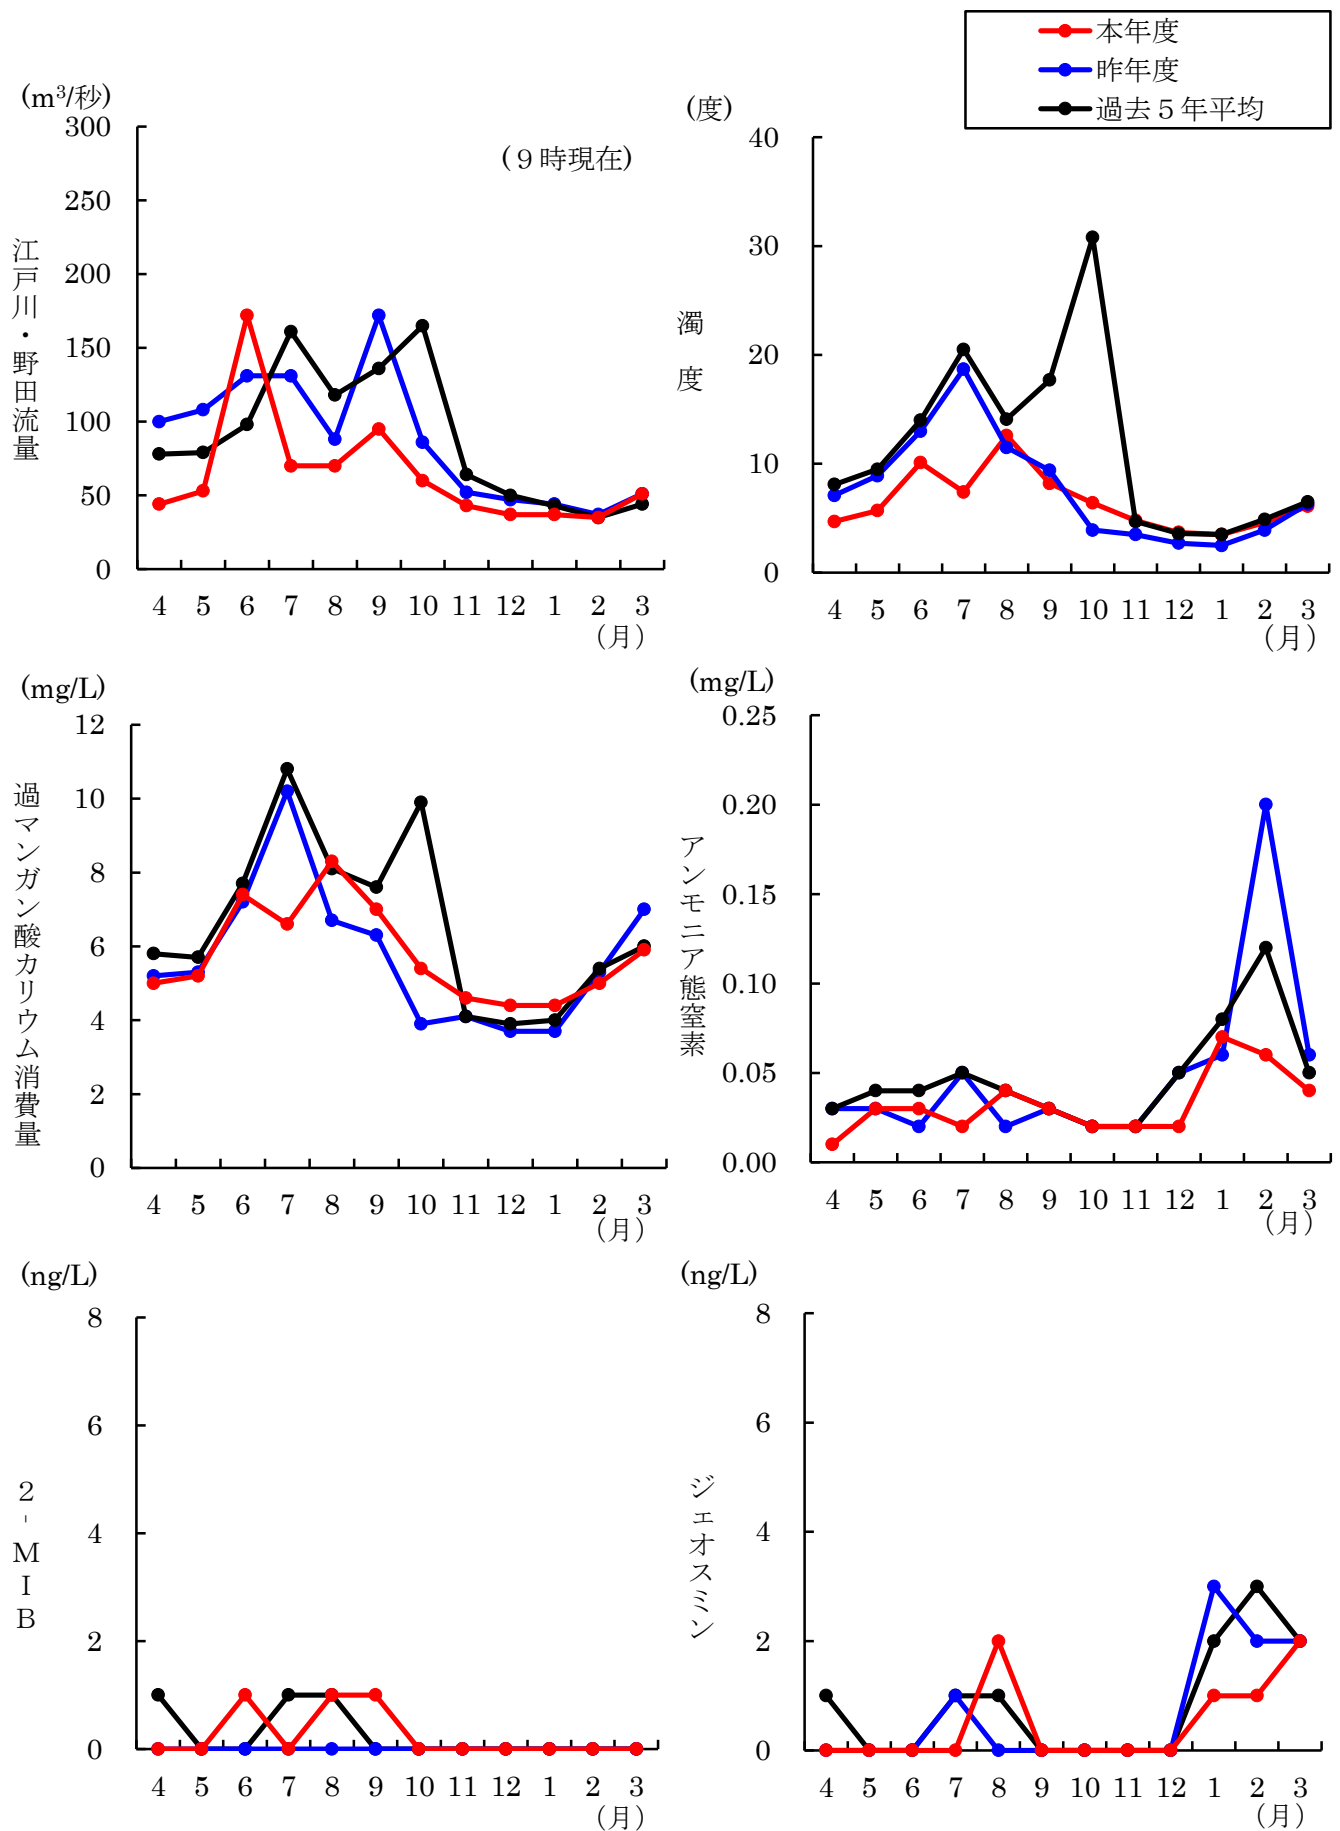 本年度
昨年度
過去５年平均
(m³/秒)
(９時現在)
300
250
200
150
100
50
0
江戸川・野田流量
4 5 6 7 8 9 10 11 12 1 2 3
（月）
(度)
40
30
20
10
0
濁度
4 5 6 7 8 9 10 11 12 1 2 3
（月）
(mg/L)
12
10
8
6
4
2
0
過マンガン酸カリウム消費量
4 5 6 7 8 9 10 11 12 1 2 3
（月）
(mg/L)
0.25
0.20
0.15
0.10
0.05
0.00
アンモニア態窒素
4 5 6 7 8 9 10 11 12 1 2 3
（月）
(ng/L)
8
6
4
2
0
２-ＭＩＢ
4 5 6 7 8 9 10 11 12 1 2 3
（月）
(ng/L)
8
6
4
2
0
ジェオスミン
4 5 6 7 8 9 10 11 12 1 2 3
（月）